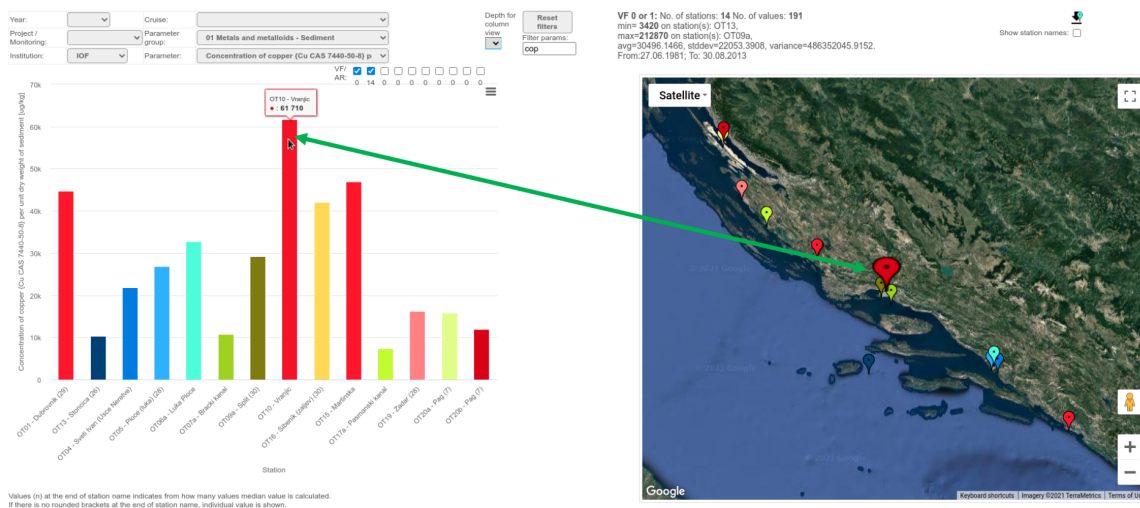 Year:
Cruise:
Depth for
column
view
Reset
filters
Project /
Monitoring:
Parameter
group:
01 Metals and metalloids - Sediment
Filter params:
cop
Institution:
IOF
Parameter:
Concentration of copper {Cu CAS 7440-50-8} p
VF/
AR:
0 14 0 0 0 0 0 0 0 0
VF 0 or 1: No. of stations: 14 No. of values: 191
min= 3420 on station(s): OT13,
max=212870 on station(s): OT09a,
avg=30496.1466, stddev=22053.3908, variance=486352045.9152.
From:27.06.1981; To: 30.08.2013
Show station names:
Concentration of copper {Cu CAS 7440-50-8} per unit dry weight of sediment [ug/kg]
70k
60k
50k
40k
30k
20k
10k
0
OT10 - Vranjic
: 61 710
OT01 - Dubrovnik (29)
OT13 - Stoncica (26)
OT04 - Sveti Ivan (Usce Neretve)
OT05 - Ploce (luka) (28)
OT06a - Luka Ploce
OT07a - Bracki kanal
OT09a - Split (30)
OT10 - Vranjic
OT16 - Sibenik (zaljev) (30)
OT15 - Martinska
OT17a - Pasmanski kanal
OT19 - Zadar (28)
OT20a - Pag (7)
OT20b - Pag (7)
Station
Values (n) at the end of station name indicates from how many values median value is calculated.
If there is no rounded brackets at the end of station name, individual value is shown.
Satellite
Google
Keyboard shortcuts
Imagery ©2021 TerraMetrics
Terms of U